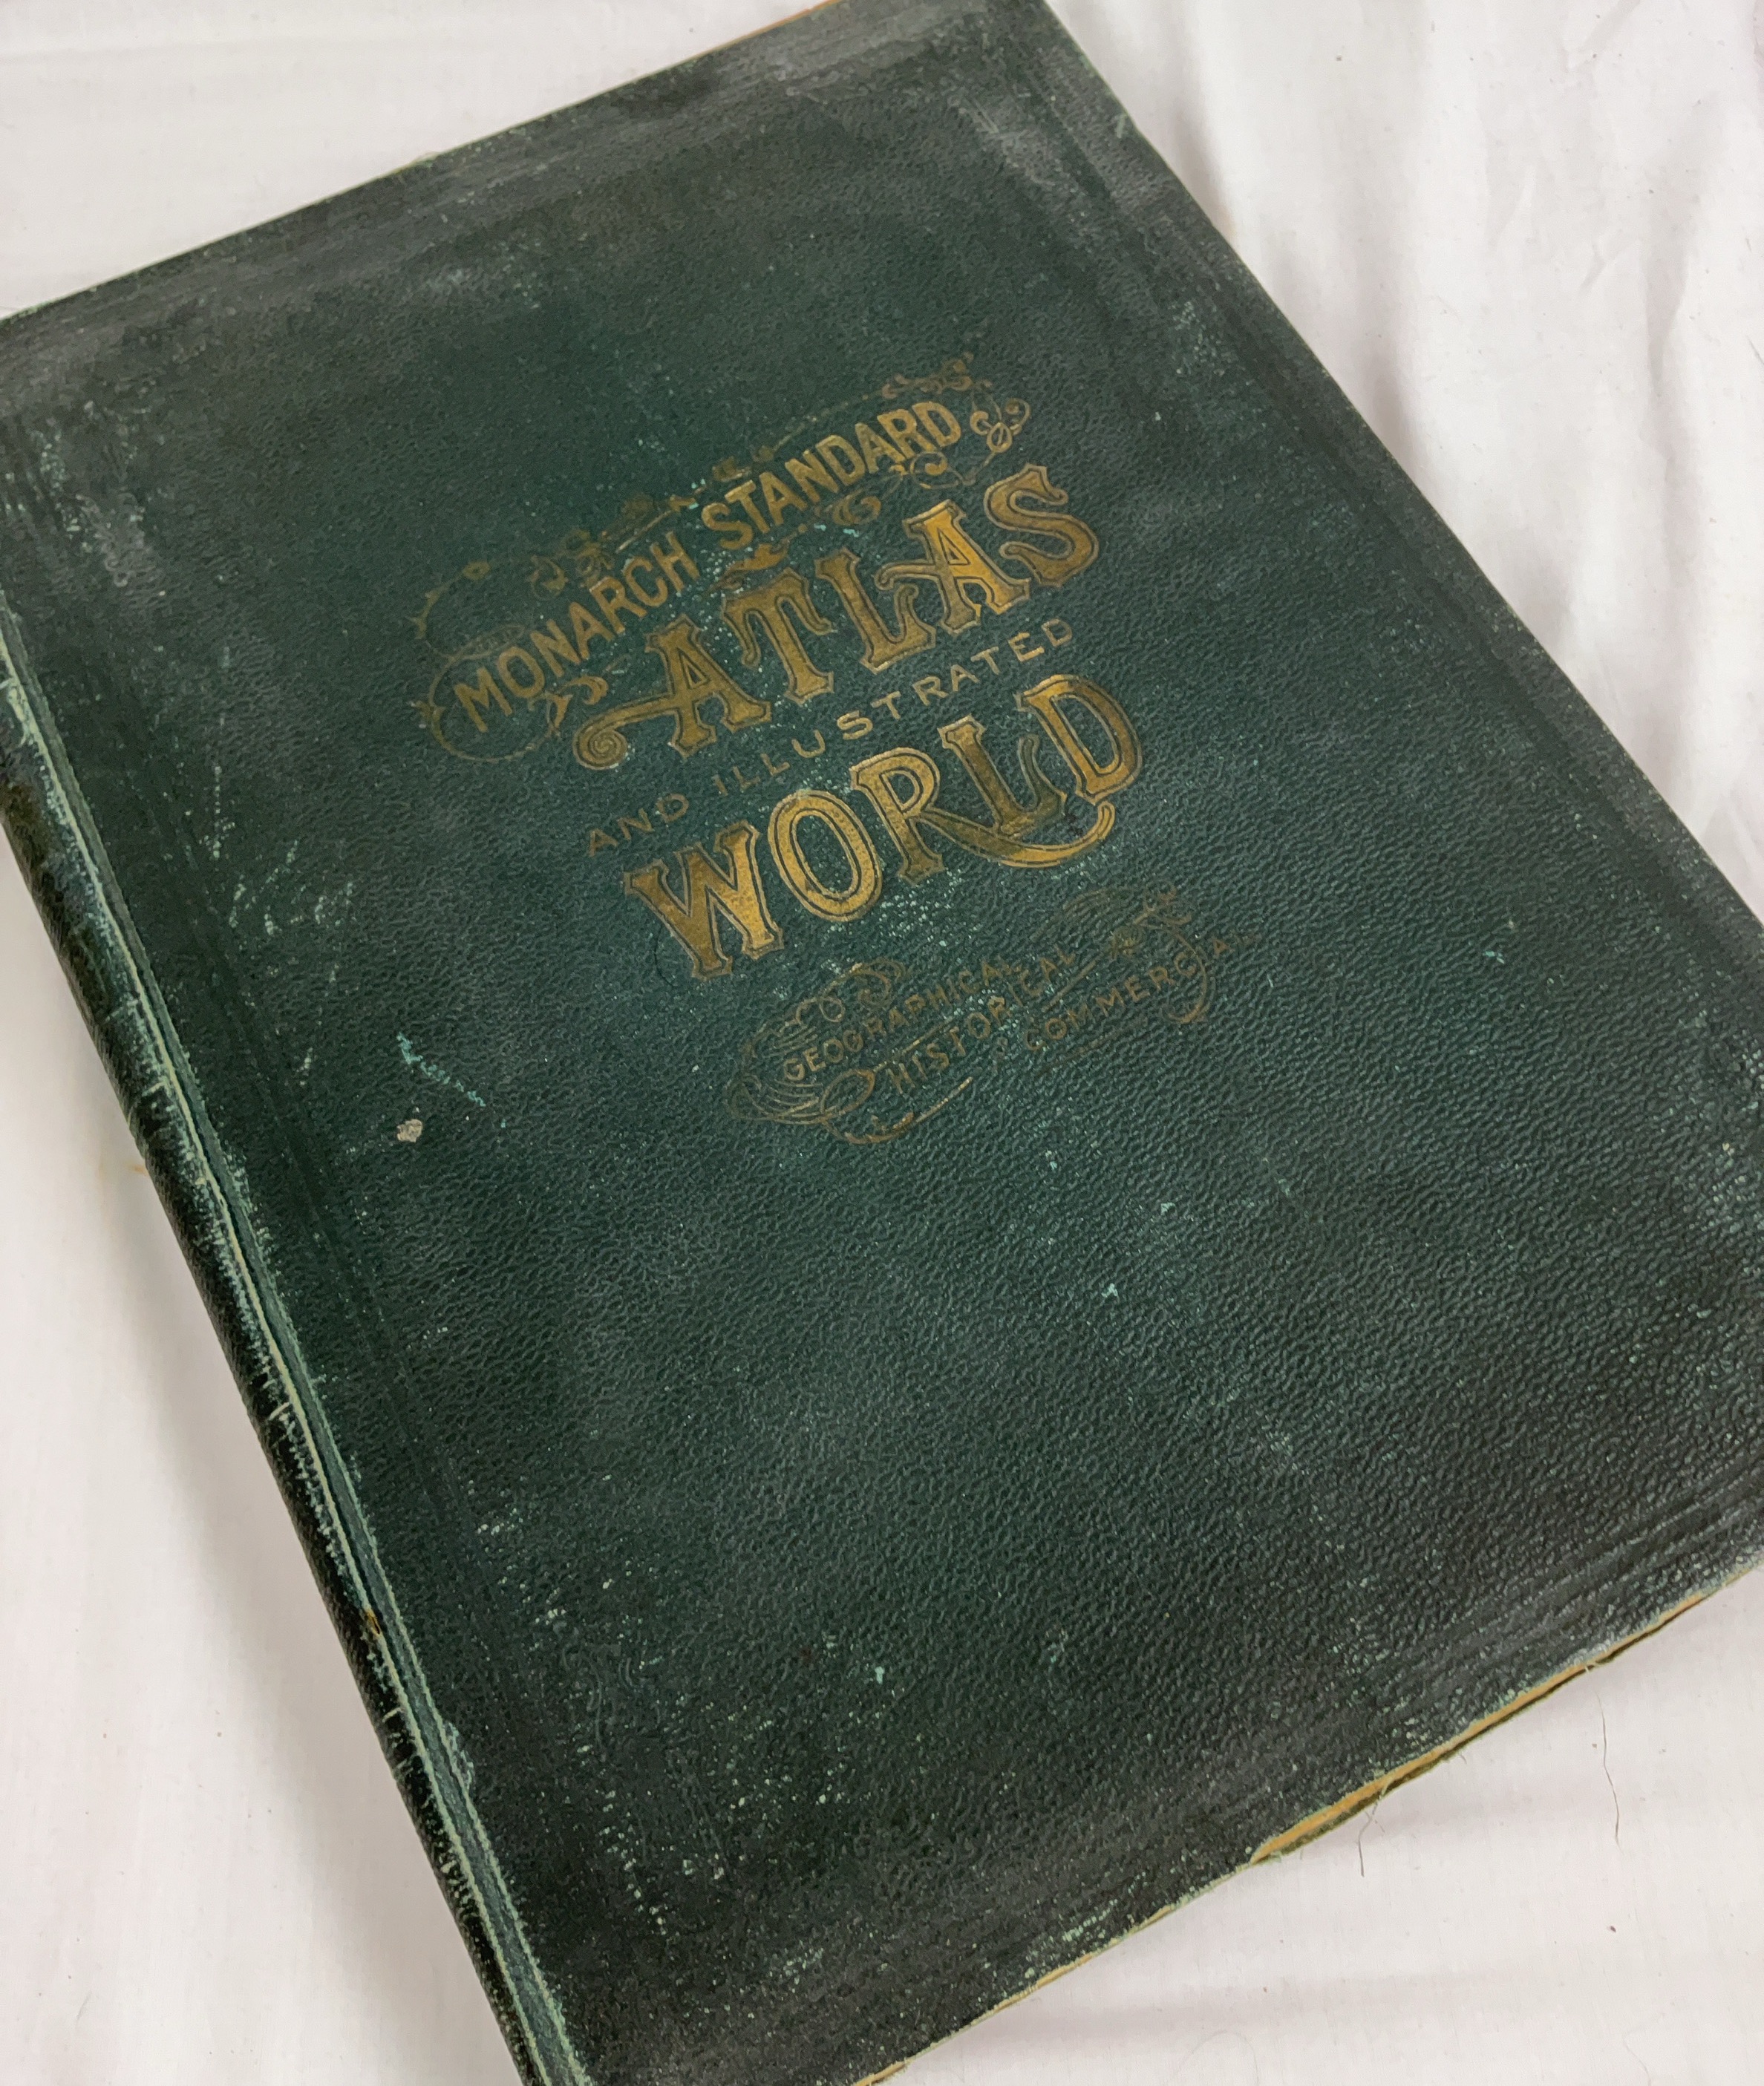 MONARCH STANDARD
ATLAS
AND ILLUSTRATED
WORLD
GEOGRAPHICAL
HISTORICAL
COMMERCIAL